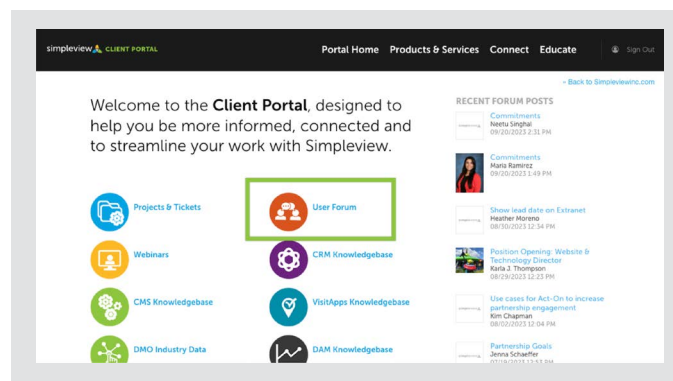 simpleview CLIENT PORTAL
Portal Home Products & Services Connect Educate
Sign Out
Back to Simpleviewinc.com
Welcome to the Client Portal, designed to
help you be more informed, connected and
to streamline your work with Simpleview.
Projects & Tickets
User Forum
Webinars
CRM Knowledgebase
CMS Knowledgebase
VisitApps Knowledgebase
DMO Industry Data
DAM Knowledgebase
RECENT FORUM POSTS
Commitments
Neetu Singhal
09/20/2023 2:31 PM
Commitments
Maria Ramirez
09/20/2023 1:49 PM
Show lead date on Extranet
Heather Moreno
08/30/2023 12:34 PM
Position Opening: Website &
Technology Director
Karla J. Thompson
08/29/2023 12:23 PM
Use cases for Act-On to increase
partnership engagement
Kim Chapman
08/02/2023 12:04 PM
Partnership Goals
Jenna Schaeffer